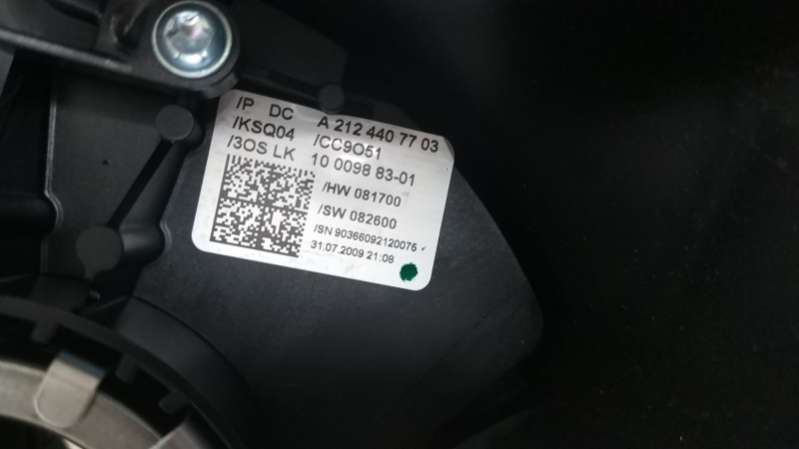 /P DC A 212 440 77 03
/KSQ04 /CC9O51
/3OS LK 10 0098 83-01
/HW 081700
/SW 082600
/SN 90366092120075
31.07.2009 21:08